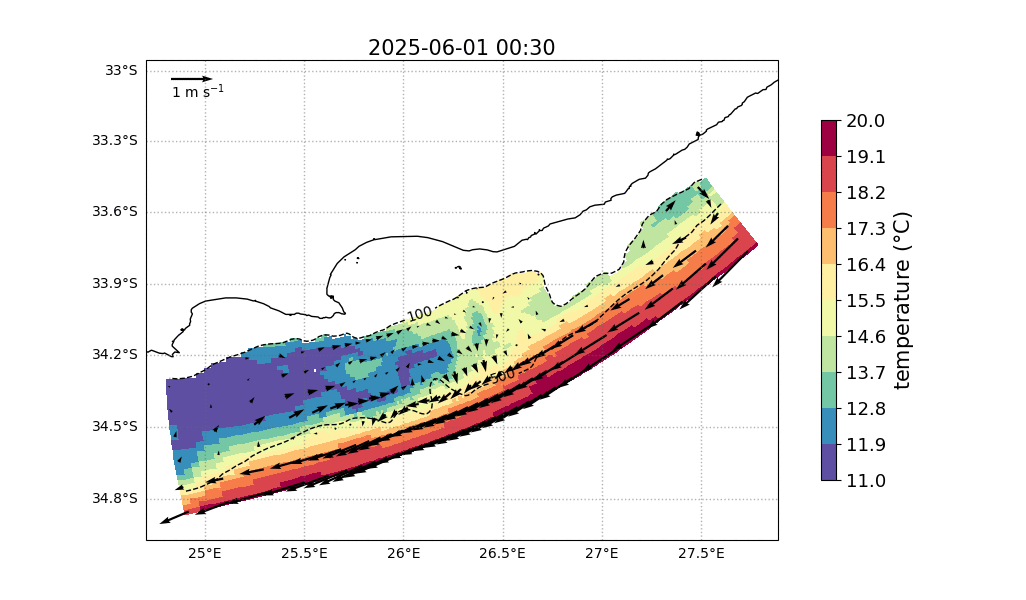 2025-06-01 00:30
1 m s⁻¹
33°S
33.3°S
33.6°S
33.9°S
34.2°S
34.5°S
34.8°S
100
500
25°E
25.5°E
26°E
26.5°E
27°E
27.5°E
20.0
19.1
18.2
17.3
16.4
15.5
14.6
13.7
12.8
11.9
11.0
temperature (°C)